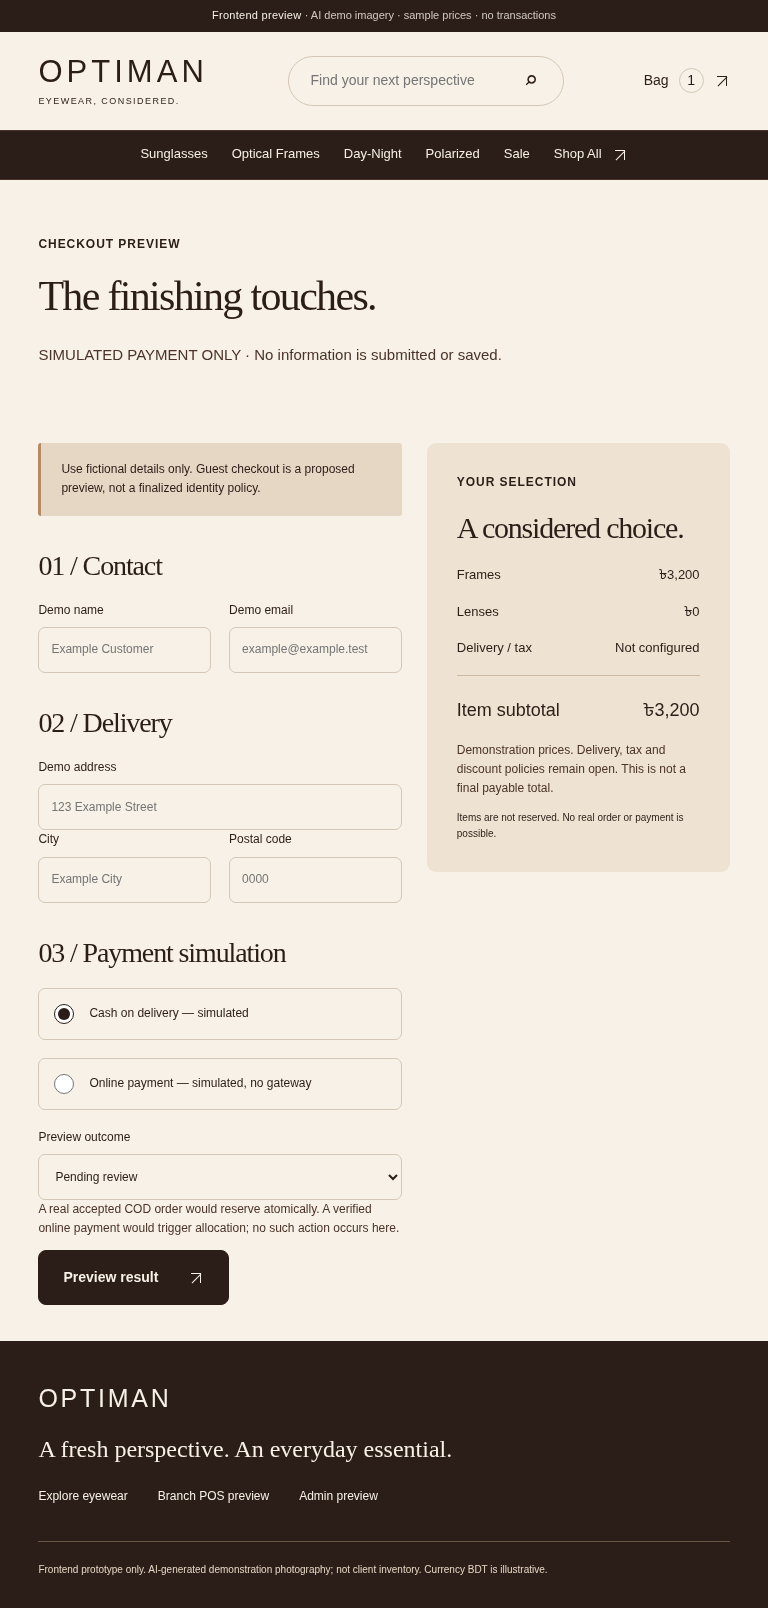 Frontend preview · AI demo imagery · sample prices · no transactions
OPTIMAN
EYEWEAR, CONSIDERED.
Find your next perspective
Bag 1
Sunglasses Optical Frames Day-Night Polarized Sale Shop All
CHECKOUT PREVIEW
The finishing touches.
SIMULATED PAYMENT ONLY · No information is submitted or saved.
Use fictional details only. Guest checkout is a proposed
preview, not a finalized identity policy.
01 / Contact
Demo name Demo email
Example Customer example@example.test
02 / Delivery
Demo address
123 Example Street
City Postal code
Example City 0000
03 / Payment simulation
Cash on delivery — simulated
Online payment — simulated, no gateway
Preview outcome
Pending review
A real accepted COD order would reserve atomically. A verified
online payment would trigger allocation; no such action occurs here.
Preview result
YOUR SELECTION
A considered choice.
Frames ৳3,200
Lenses ৳0
Delivery / tax Not configured
Item subtotal ৳3,200
Demonstration prices. Delivery, tax and
discount policies remain open. This is not a
final payable total.
Items are not reserved. No real order or payment is
possible.
OPTIMAN
A fresh perspective. An everyday essential.
Explore eyewear Branch POS preview Admin preview
Frontend prototype only. AI-generated demonstration photography; not client inventory. Currency BDT is illustrative.